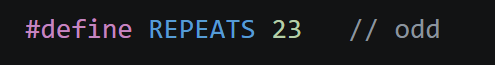 #define REPEATS 23   // odd